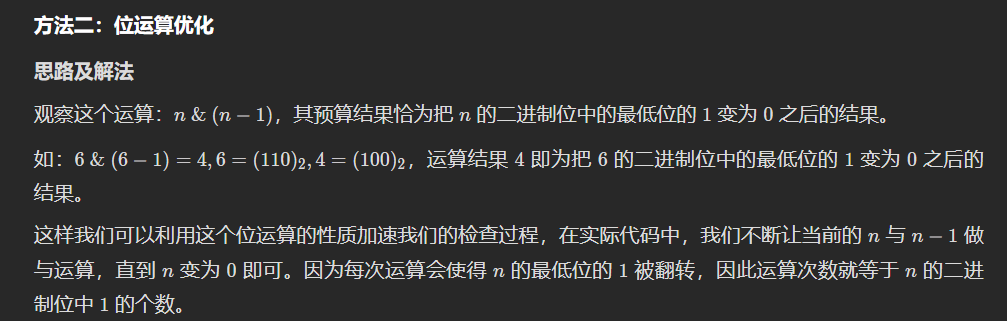 方法二：位运算优化
思路及解法
观察这个运算：n & (n − 1)，其预算结果恰为把 n 的二进制位中的最低位的 1 变为 0 之后的结果。
如：6 & (6 − 1) = 4, 6 = (110)₂, 4 = (100)₂，运算结果 4 即为把 6 的二进制位中的最低位的 1 变为 0 之后的
结果。
这样我们可以利用这个位运算的性质加速我们的检查过程，在实际代码中，我们不断让当前的 n 与 n − 1 做
与运算，直到 n 变为 0 即可。因为每次运算会使得 n 的最低位的 1 被翻转，因此运算次数就等于 n 的二进
制位中 1 的个数。